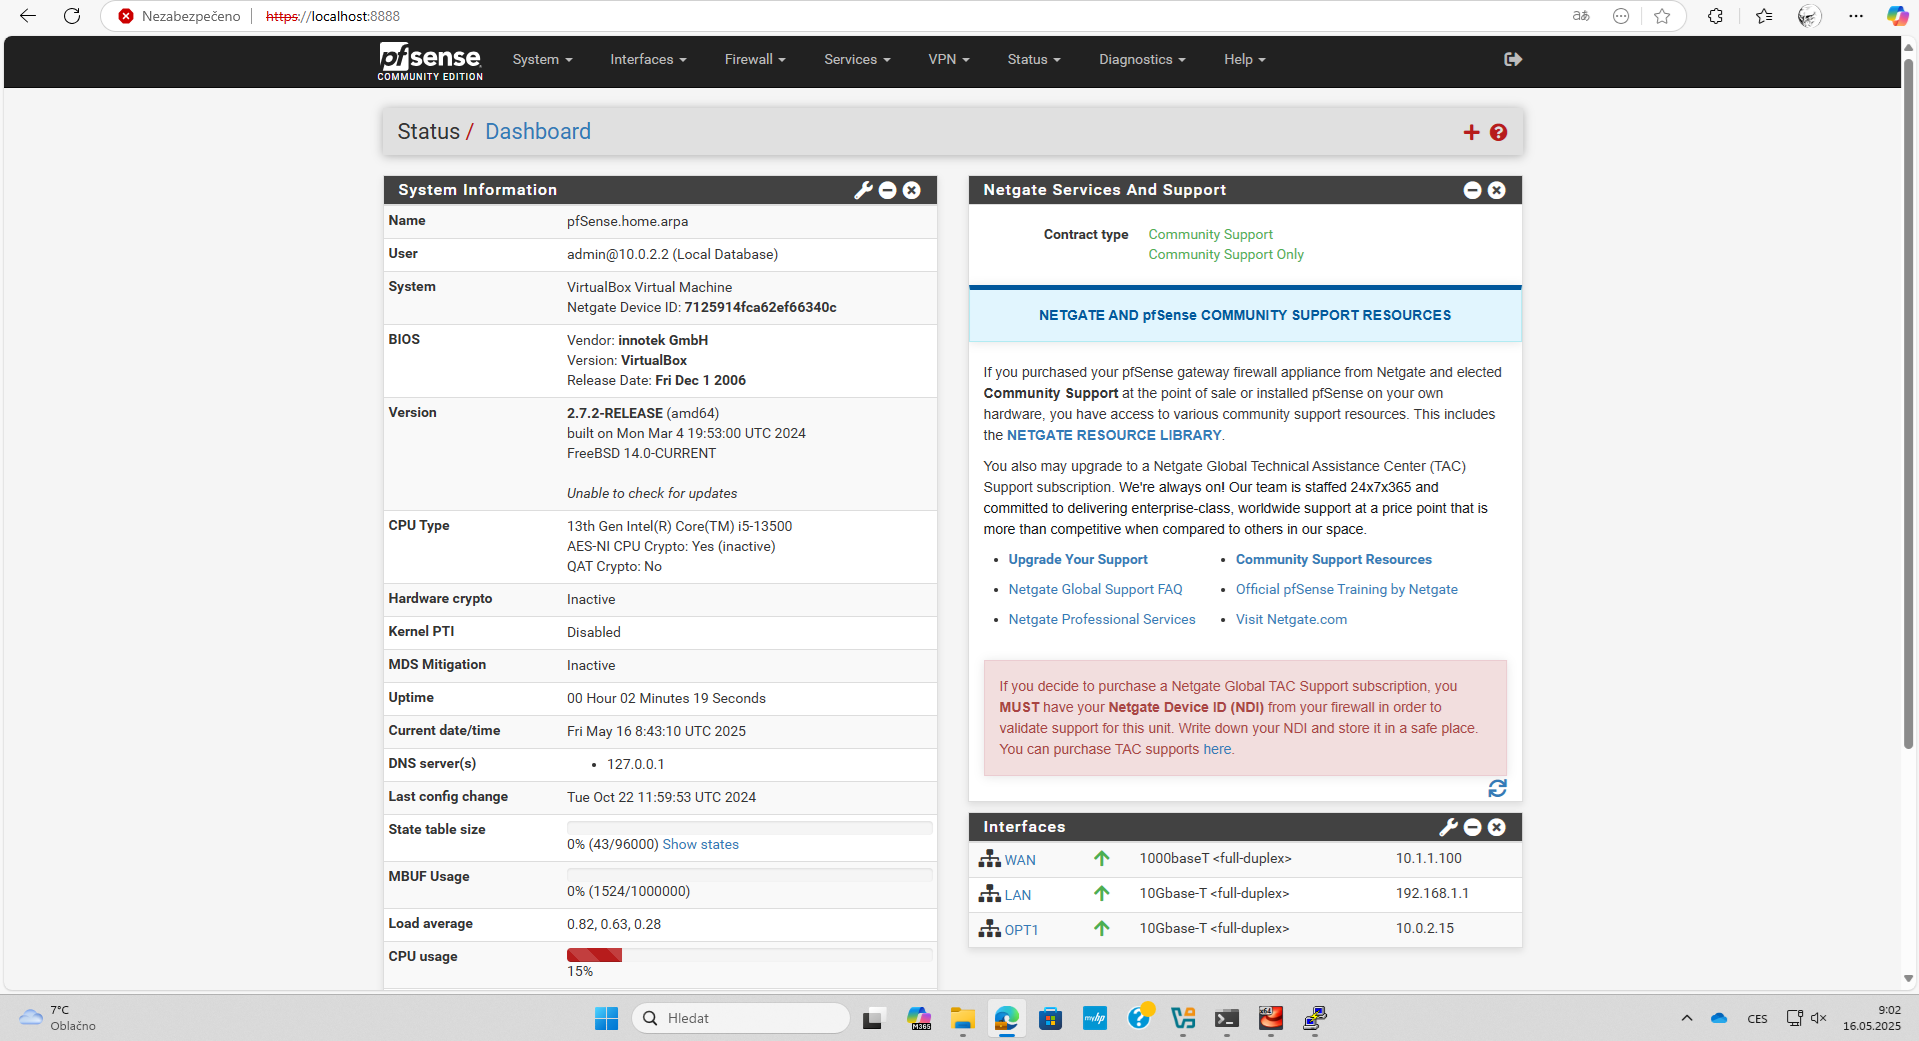 Nezabezpečeno
https://localhost:8888
pfsense
COMMUNITY EDITION
System
Interfaces
Firewall
Services
VPN
Status
Diagnostics
Help
Status / Dashboard
System Information
Name pfSense.home.arpa
User admin@10.0.2.2 (Local Database)
System VirtualBox Virtual Machine
Netgate Device ID: 7125914fca62ef66340c
BIOS Vendor: innotek GmbH
Version: VirtualBox
Release Date: Fri Dec 1 2006
Version 2.7.2-RELEASE (amd64)
built on Mon Mar 4 19:53:00 UTC 2024
FreeBSD 14.0-CURRENT
Unable to check for updates
CPU Type 13th Gen Intel(R) Core(TM) i5-13500
AES-NI CPU Crypto: Yes (inactive)
QAT Crypto: No
Hardware crypto Inactive
Kernel PTI Disabled
MDS Mitigation Inactive
Uptime 00 Hour 02 Minutes 19 Seconds
Current date/time Fri May 16 8:43:10 UTC 2025
DNS server(s) • 127.0.0.1
Last config change Tue Oct 22 11:59:53 UTC 2024
State table size
0% (43/96000) Show states
MBUF Usage
0% (1524/1000000)
Load average 0.82, 0.63, 0.28
CPU usage
15%
Netgate Services And Support
Contract type Community Support
Community Support Only
NETGATE AND pfSense COMMUNITY SUPPORT RESOURCES
If you purchased your pfSense gateway firewall appliance from Netgate and elected
Community Support at the point of sale or installed pfSense on your own
hardware, you have access to various community support resources. This includes
the NETGATE RESOURCE LIBRARY.
You also may upgrade to a Netgate Global Technical Assistance Center (TAC)
Support subscription. We're always on! Our team is staffed 24x7x365 and
committed to delivering enterprise-class, worldwide support at a price point that is
more than competitive when compared to others in our space.
• Upgrade Your Support
• Community Support Resources
• Netgate Global Support FAQ
• Official pfSense Training by Netgate
• Netgate Professional Services
• Visit Netgate.com
If you decide to purchase a Netgate Global TAC Support subscription, you
MUST have your Netgate Device ID (NDI) from your firewall in order to
validate support for this unit. Write down your NDI and store it in a safe place.
You can purchase TAC supports here.
Interfaces
WAN 1000baseT <full-duplex> 10.1.1.100
LAN 10Gbase-T <full-duplex> 192.168.1.1
OPT1 10Gbase-T <full-duplex> 10.0.2.15
7°C
Oblačno
Hledat
M365
myhp
x64
CES
9:02
16.05.2025